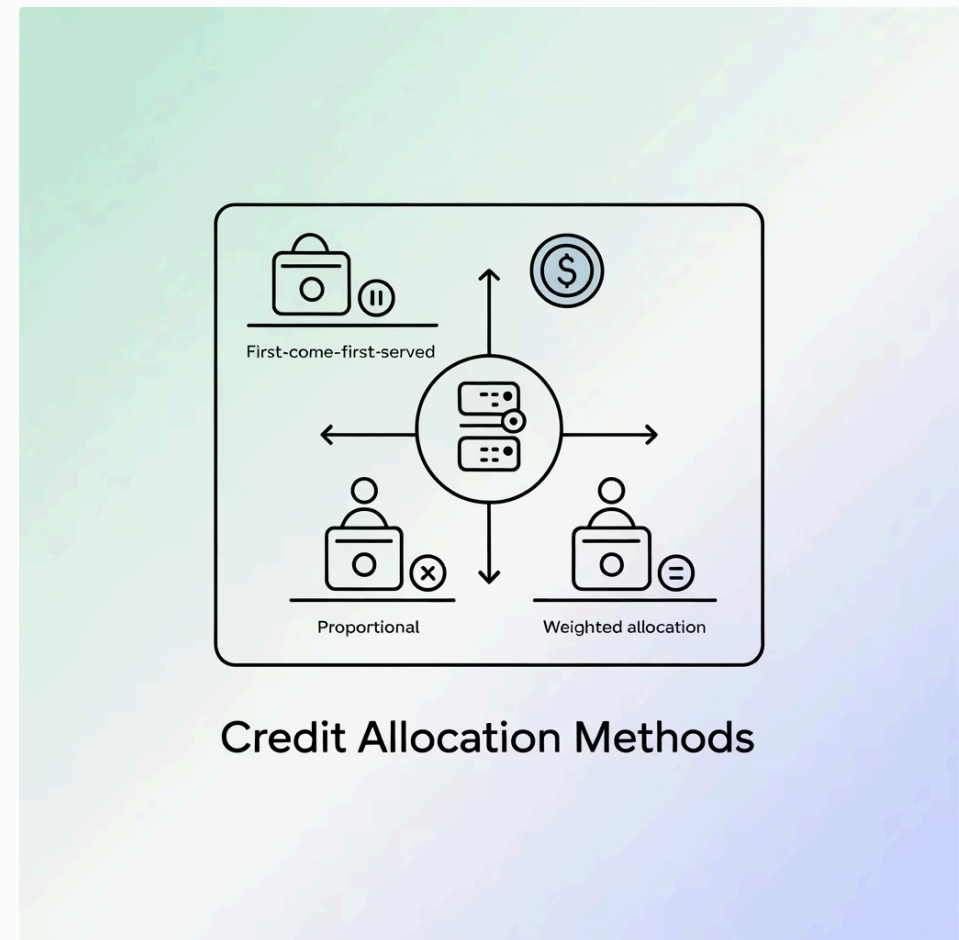 $
First-come-first-served
Proportional
Weighted allocation
Credit Allocation Methods